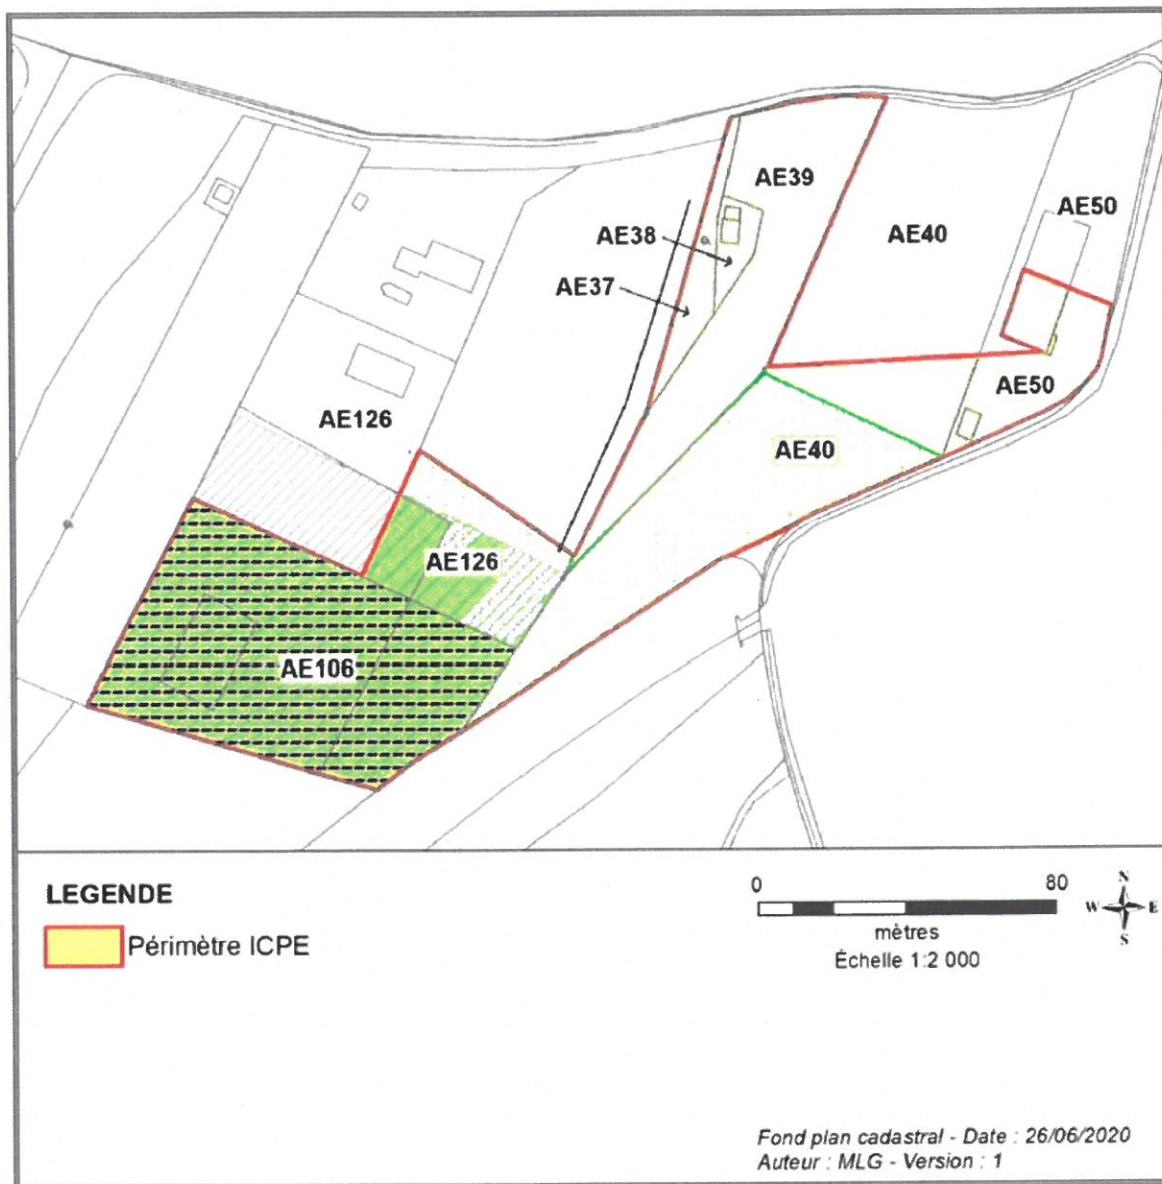 AE39
AE50
AE38
AE40
AE37
AE50
AE126
AE40
AE126
AE106
LEGENDE
Périmètre ICPE
0 80
mètres
Échelle 1:2 000
N
W E
S
Fond plan cadastral - Date : 26/06/2020
Auteur : MLG - Version : 1